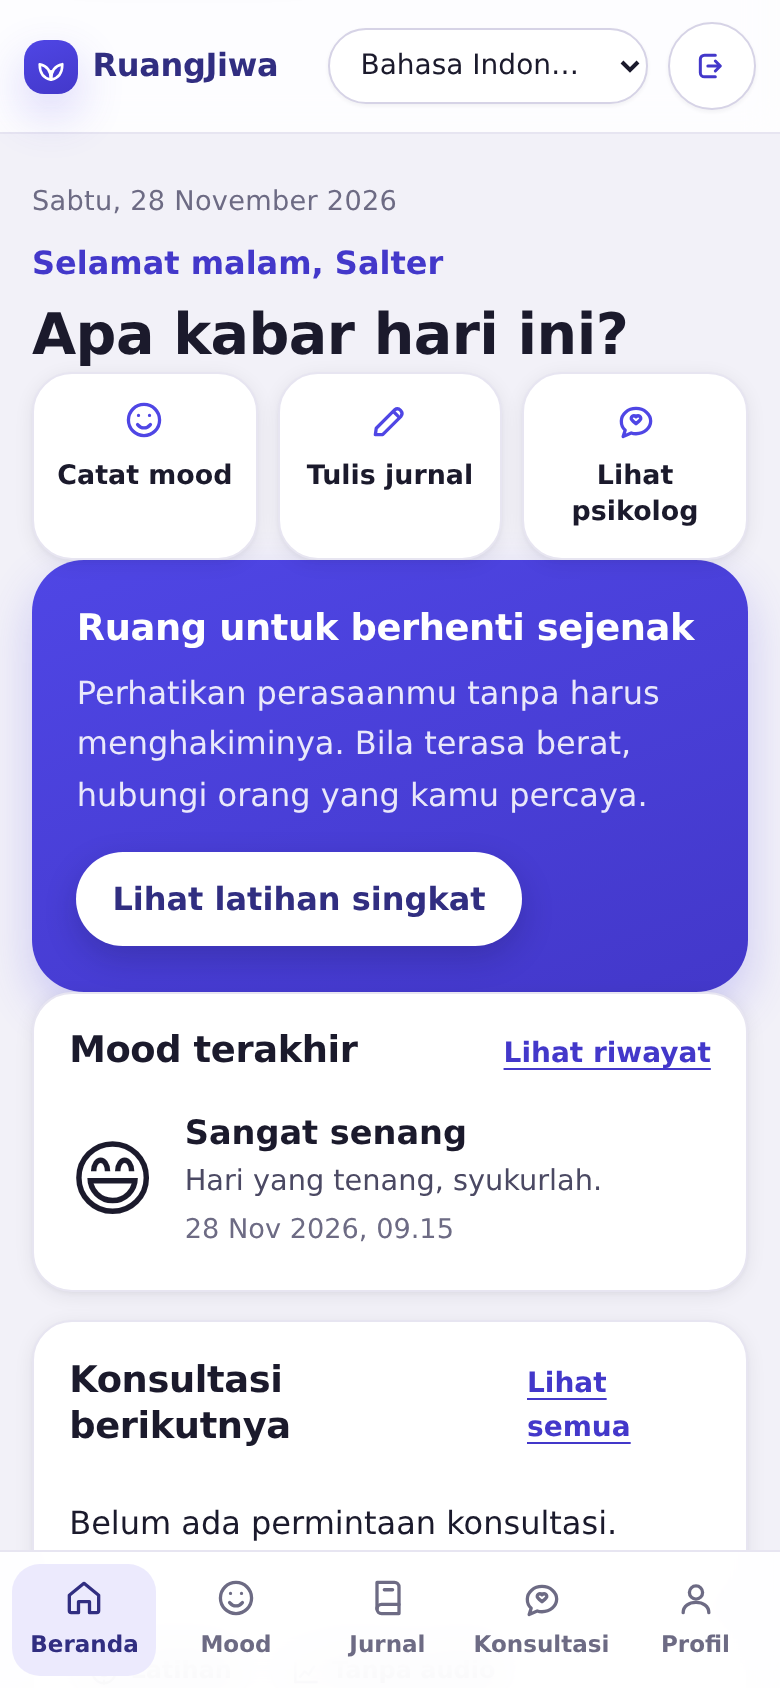 RuangJiwa
Bahasa Indon...
Sabtu, 28 November 2026
Selamat malam, Salter
Apa kabar hari ini?
Catat mood
Tulis jurnal
Lihat
psikolog
Ruang untuk berhenti sejenak
Perhatikan perasaanmu tanpa harus
menghakiminya. Bila terasa berat,
hubungi orang yang kamu percaya.
Lihat latihan singkat
Mood terakhir
Lihat riwayat
Sangat senang
Hari yang tenang, syukurlah.
28 Nov 2026, 09.15
Konsultasi
berikutnya
Lihat
semua
Belum ada permintaan konsultasi.
Beranda
Mood
Jurnal
Konsultasi
Profil